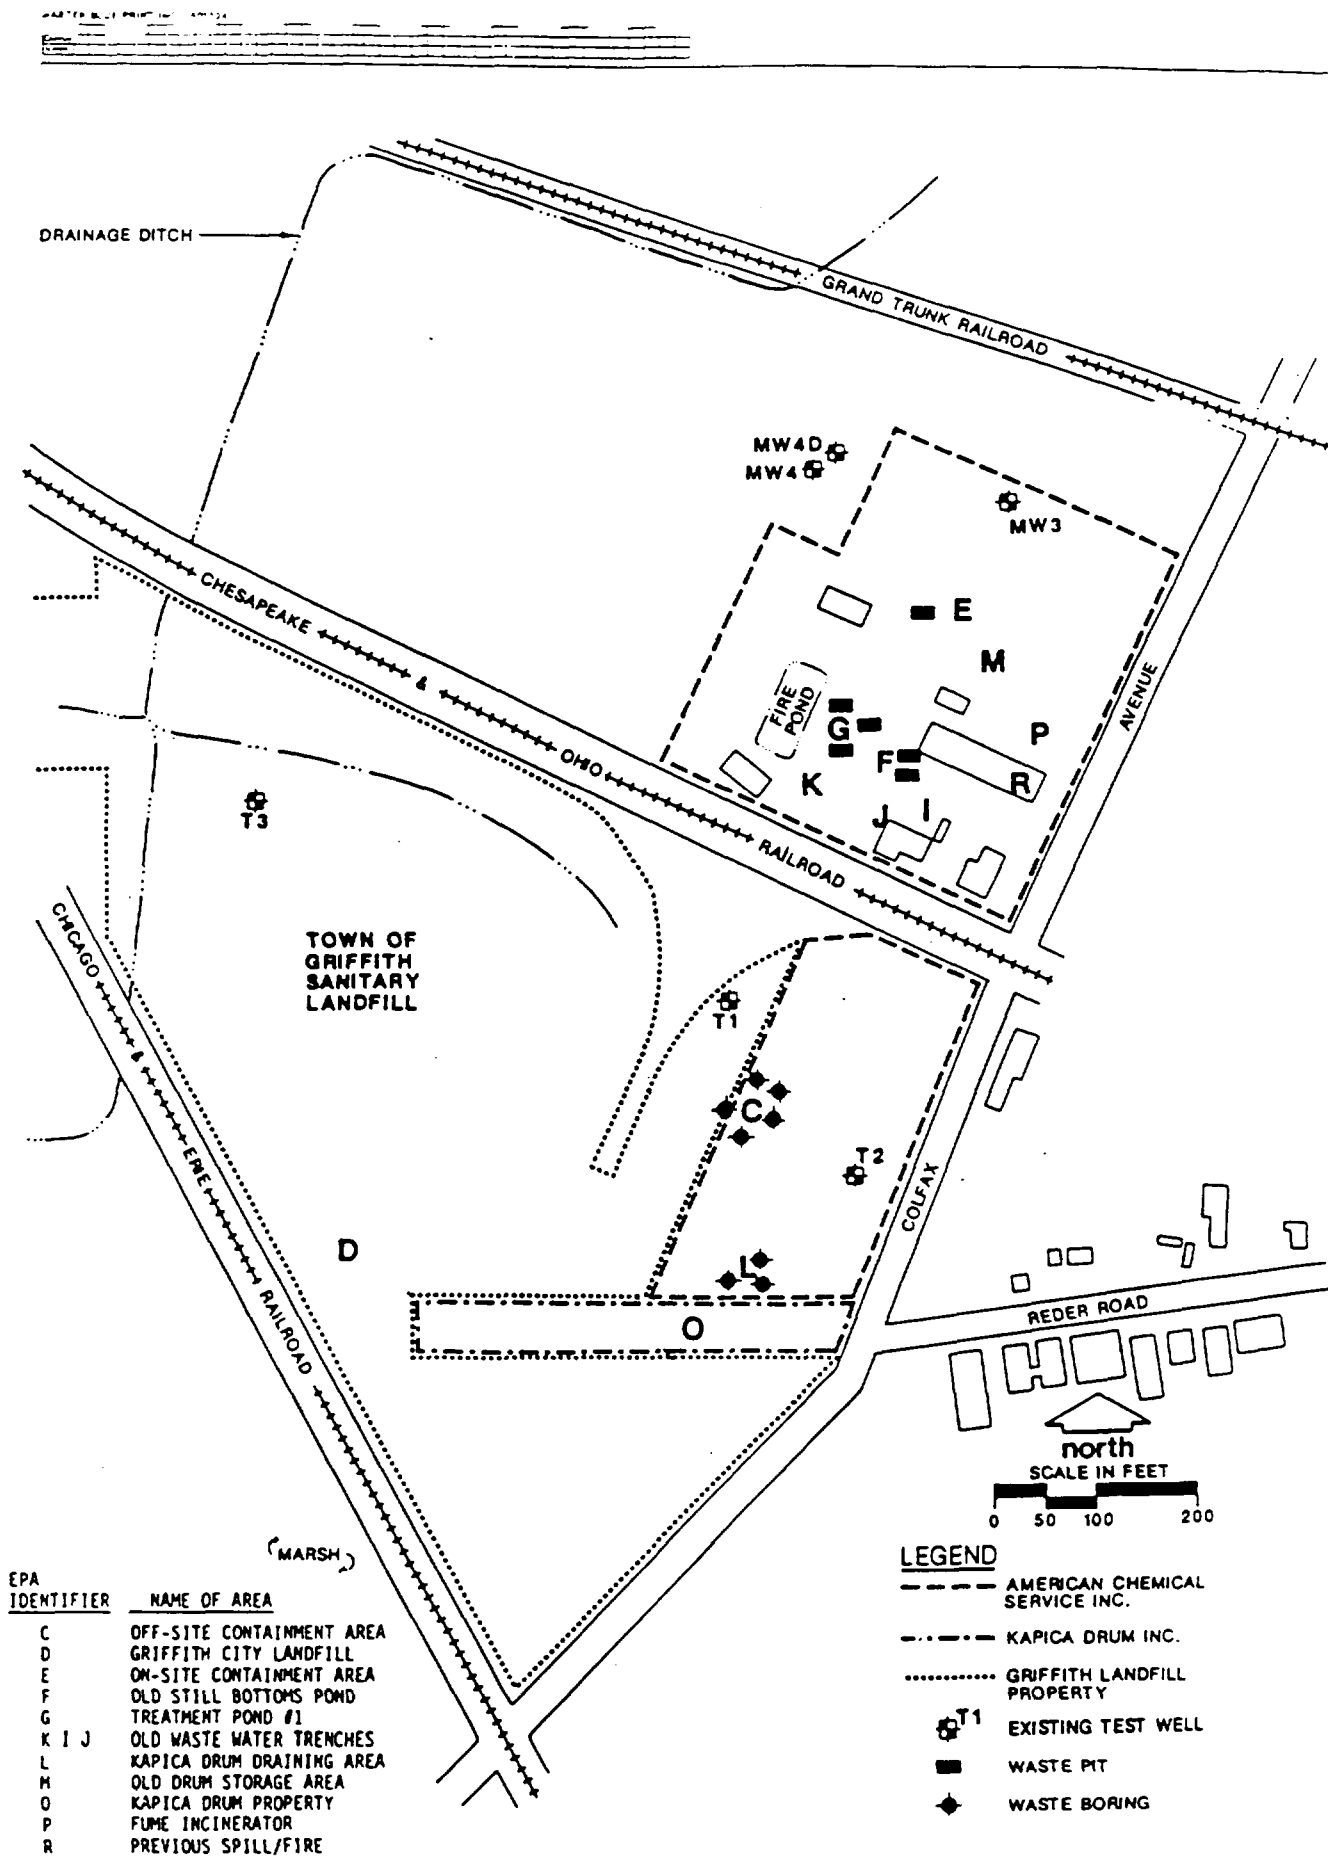 DRAINAGE DITCH
GRAND TRUNK RAILROAD
MW4D
MW4
MW3
CHESAPEAKE & OHIO RAILROAD
E
M
AVENUE
FIRE
POND
G
P
F
K
R
J
I
T3
CHICAGO & ERIE RAILROAD
TOWN OF
GRIFFITH
SANITARY
LANDFILL
T1
C
T2
COLFAX
D
L
O
REDER ROAD
north
SCALE IN FEET
0 50 100 200
MARSH
EPA
IDENTIFIER NAME OF AREA
C OFF-SITE CONTAINMENT AREA
D GRIFFITH CITY LANDFILL
E ON-SITE CONTAINMENT AREA
F OLD STILL BOTTOMS POND
G TREATMENT POND #1
K I J OLD WASTE WATER TRENCHES
L KAPICA DRUM DRAINING AREA
M OLD DRUM STORAGE AREA
O KAPICA DRUM PROPERTY
P FUME INCINERATOR
R PREVIOUS SPILL/FIRE
LEGEND
AMERICAN CHEMICAL
SERVICE INC.
KAPICA DRUM INC.
GRIFFITH LANDFILL
PROPERTY
T1 EXISTING TEST WELL
WASTE PIT
WASTE BORING